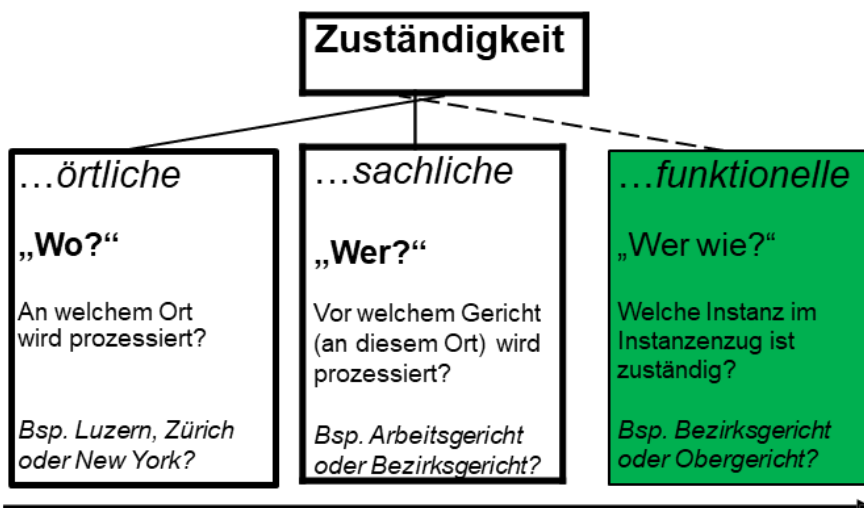 Zuständigkeit
…örtliche
„Wo?“
An welchem Ort
wird prozessiert?
Bsp. Luzern, Zürich
oder New York?
…sachliche
„Wer?“
Vor welchem Gericht
(an diesem Ort) wird
prozessiert?
Bsp. Arbeitsgericht
oder Bezirksgericht?
…funktionelle
„Wer wie?“
Welche Instanz im
Instanzenzug ist
zuständig?
Bsp. Bezirksgericht
oder Obergericht?